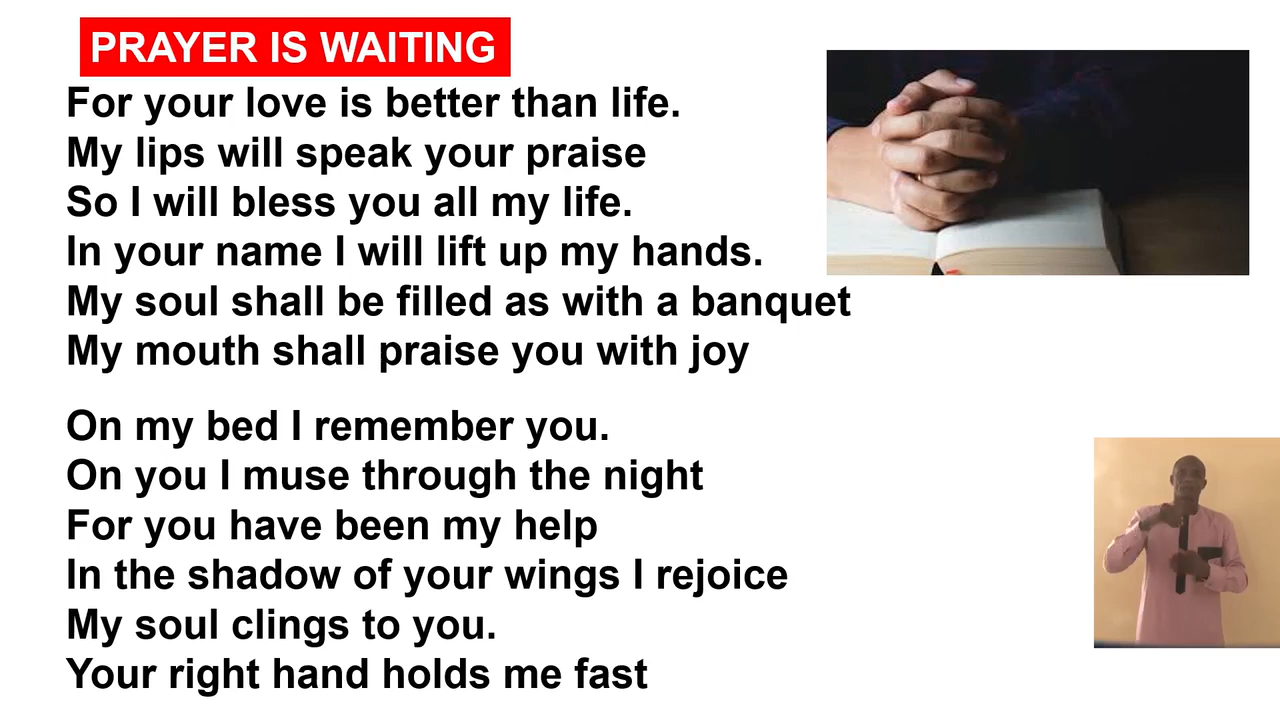 PRAYER IS WAITING
For your love is better than life.
My lips will speak your praise
So I will bless you all my life.
In your name I will lift up my hands.
My soul shall be filled as with a banquet
My mouth shall praise you with joy
On my bed I remember you.
On you I muse through the night
For you have been my help
In the shadow of your wings I rejoice
My soul clings to you.
Your right hand holds me fast